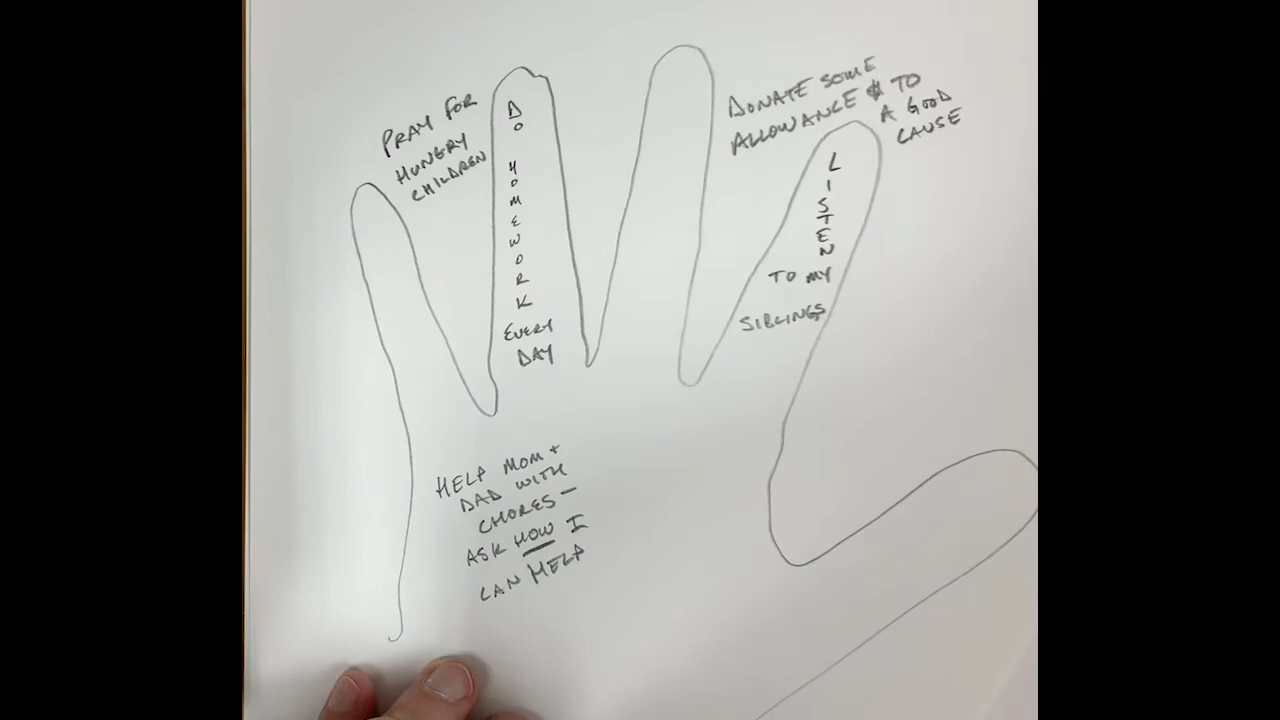 PRAY FOR
HUNGRY
CHILDREN
DO
HOMEWORK
EVERY
DAY
DONATE SOME
ALLOWANCE $ TO
A GOOD
CAUSE
LISTEN
TO MY
SIBLINGS
HELP MOM +
DAD WITH
CHORES –
ASK HOW I
CAN HELP